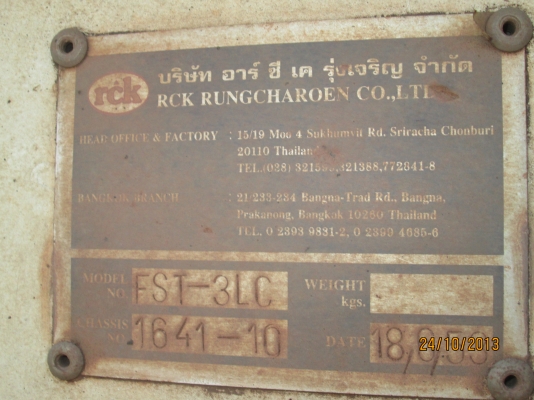 rck
บริษัท อาร์ ซี เค รุ่งเจริญ จำกัด
RCK RUNGCHAROEN CO.,LTD.
HEAD OFFICE & FACTORY : 15/19 Moo 4 Sukhumvit Rd. Sriracha Chonburi
20110 Thailand
TEL.(038) 321388,772641-8
BANGKOK BRANCH : 21/233-234 Bangna-Trad Rd., Bangna,
Prakanong, Bangkok 10260 Thailand
TEL. 0 2393 9831-2, 0 2399 4685-6
MODEL NO. FST-3LC
WEIGHT kgs.
CHASSIS NO. 1641-10
DATE
24/10/2013